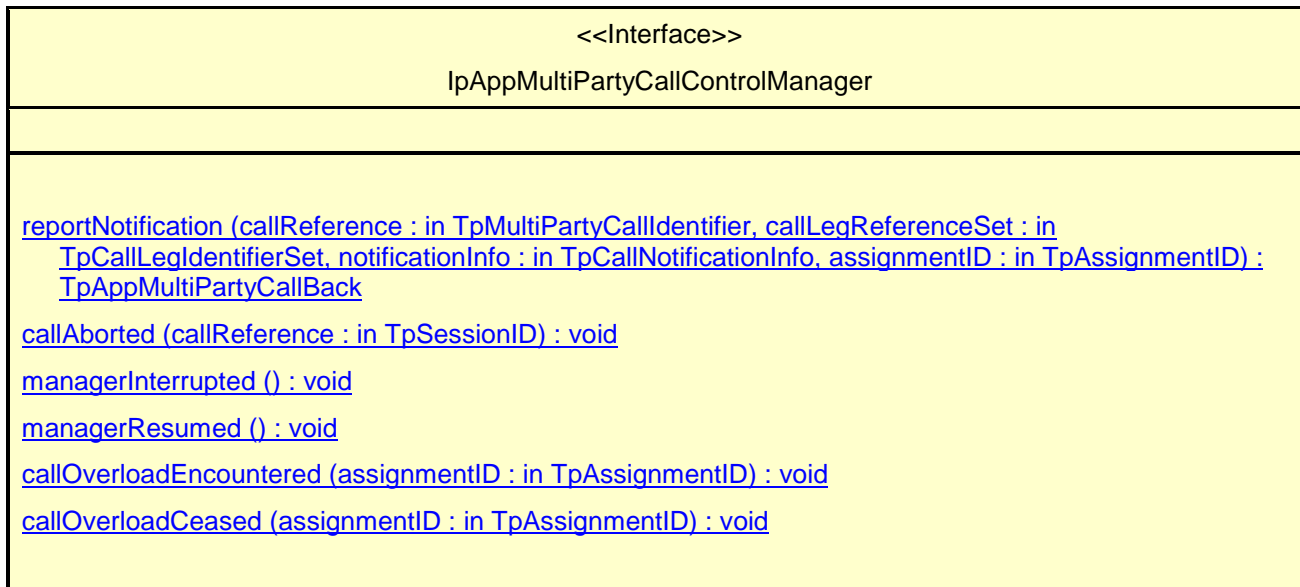 <<Interface>>
IpAppMultiPartyCallControlManager
reportNotification (callReference : in TpMultiPartyCallIdentifier, callLegReferenceSet : in
TpCallLegIdentifierSet, notificationInfo : in TpCallNotificationInfo, assignmentID : in TpAssignmentID) :
TpAppMultiPartyCallBack
callAborted (callReference : in TpSessionID) : void
managerInterrupted () : void
managerResumed () : void
callOverloadEncountered (assignmentID : in TpAssignmentID) : void
callOverloadCeased (assignmentID : in TpAssignmentID) : void